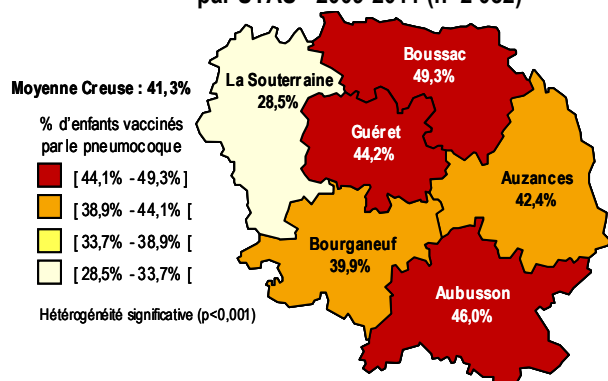 Boussac
49,3%
La Souterraine
28,5%
Moyenne Creuse : 41,3%
% d'enfants vaccinés
par le pneumocoque
[ 44,1% - 49,3% ]
[ 38,9% - 44,1% [
[ 33,7% - 38,9% [
[ 28,5% - 33,7% [
Hétérogénéité significative (p<0,001)
Guéret
44,2%
Auzances
42,4%
Bourganeuf
39,9%
Aubusson
46,0%